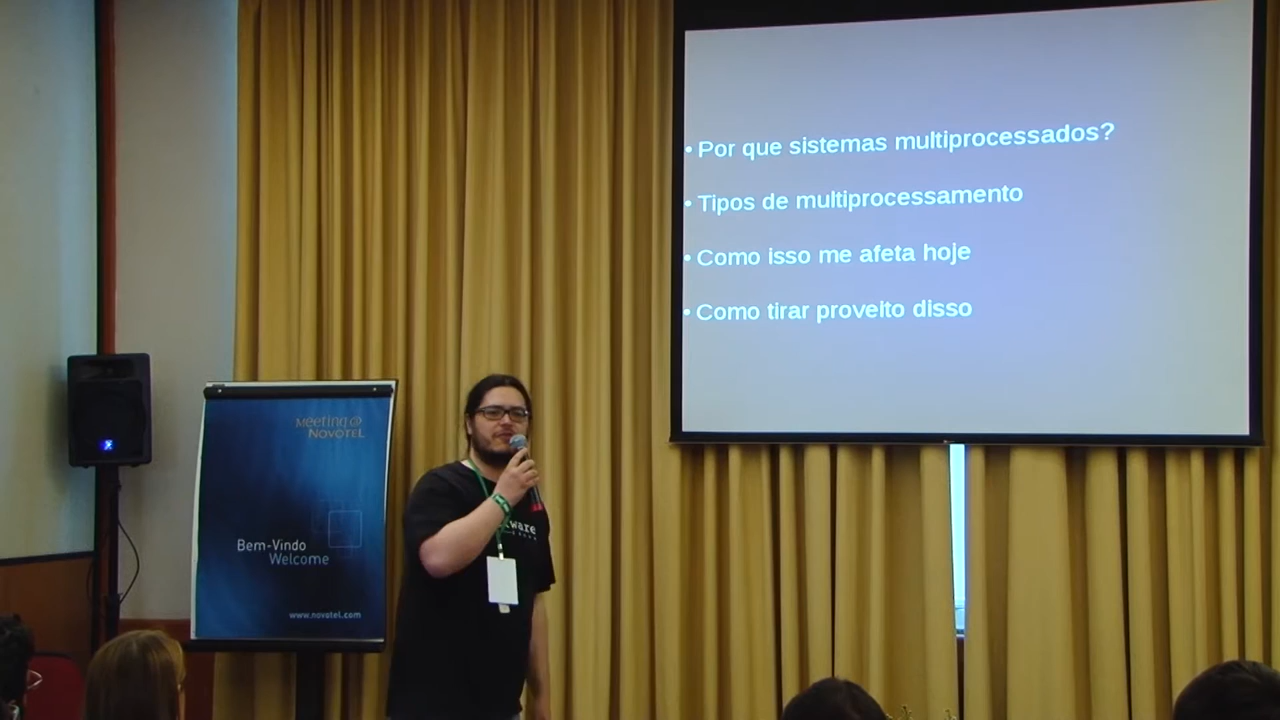 • Por que sistemas multiprocessados?
• Tipos de multiprocessamento
• Como isso me afeta hoje
• Como tirar proveito disso
Meeting@
NOVOTEL
Bem-Vindo
Welcome
www.novotel.com